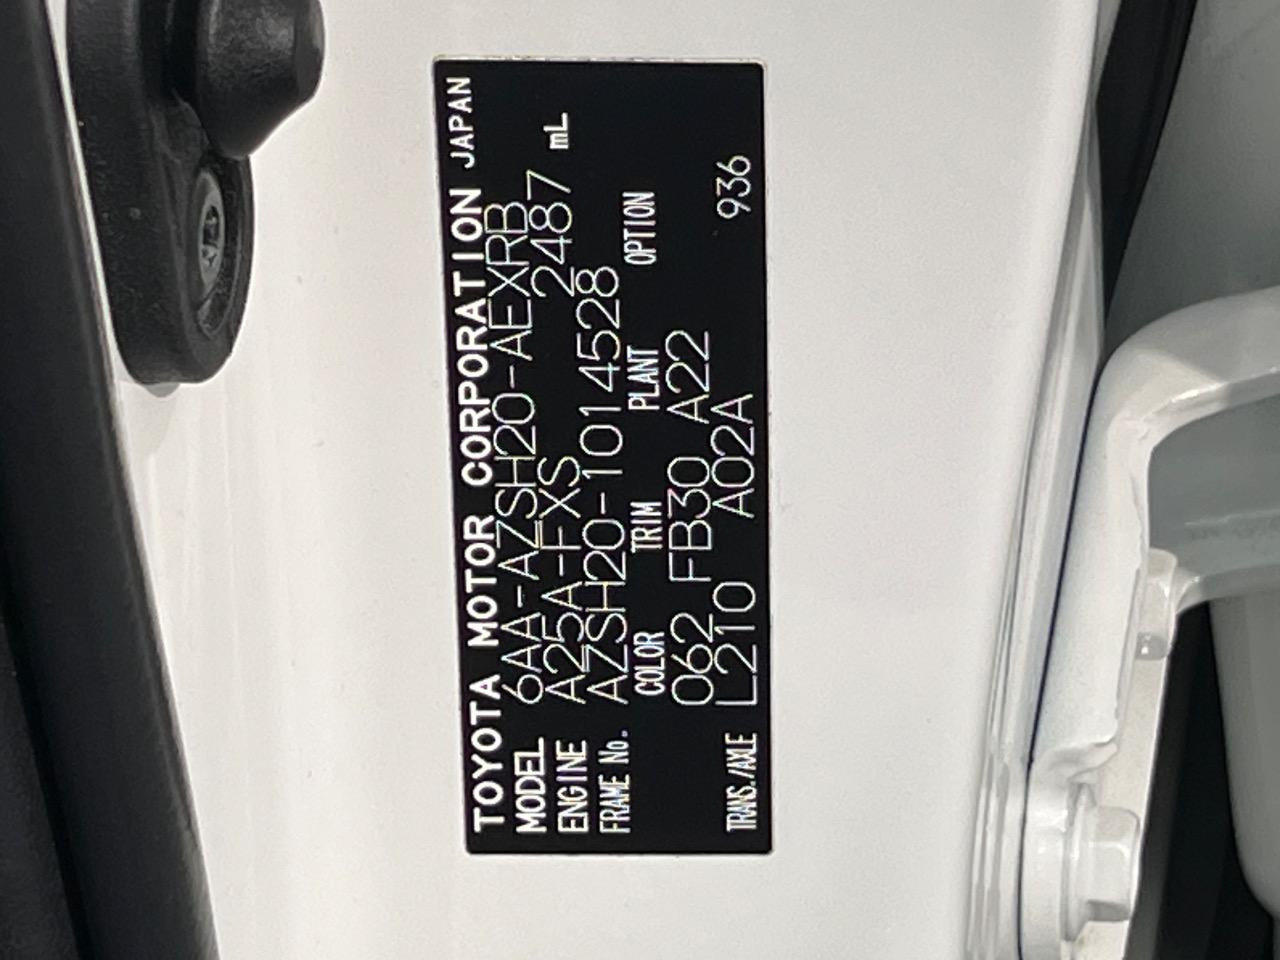 TOYOTA MOTOR CORPORATION JAPAN
MODEL 6AA-AZSH20-AEXRB
ENGINE A25A-FXS 2487 mL
FRAME No. AZSH20-1014528
COLOR TRIM PLANT OPTION
062 FB30 A22
TRANS./AXLE L210 A02A 936